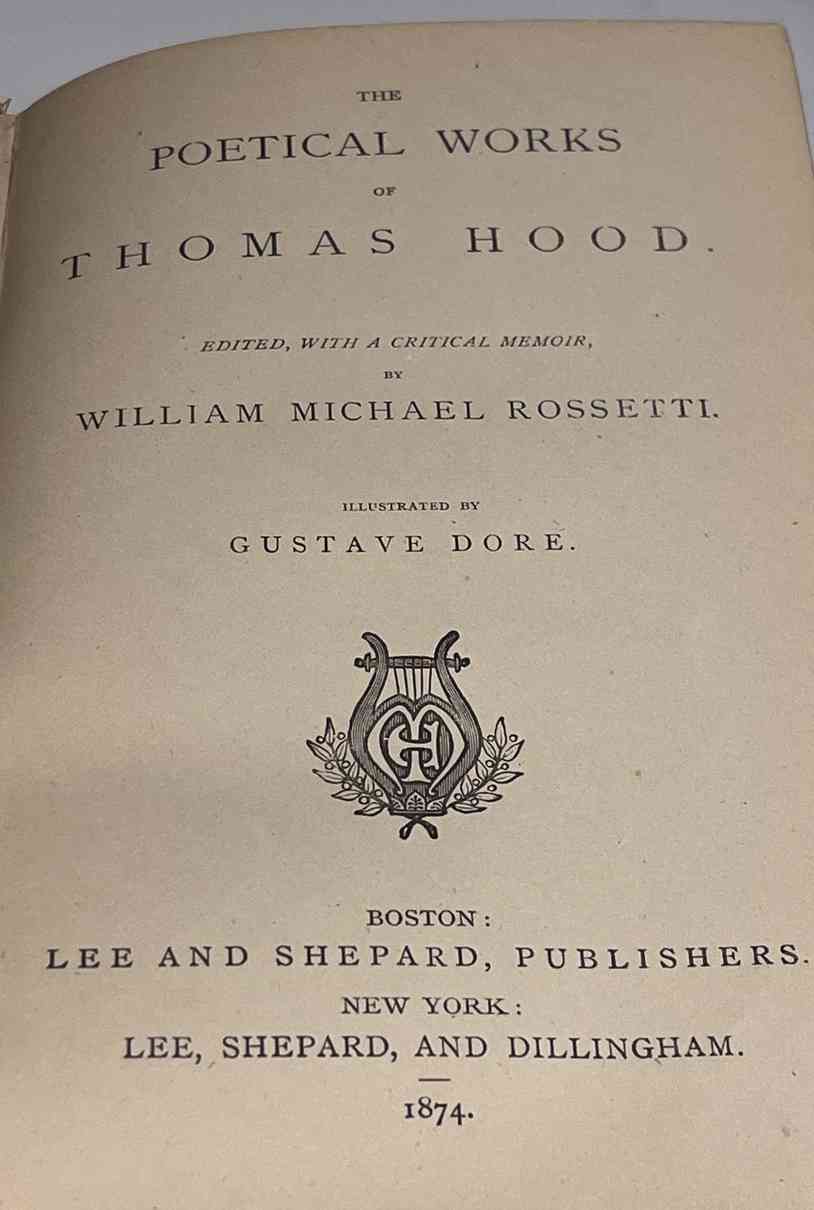 THE
POETICAL WORKS
OF
THOMAS HOOD.
EDITED, WITH A CRITICAL MEMOIR,
BY
WILLIAM MICHAEL ROSSETTI.
ILLUSTRATED BY
GUSTAVE DORE.
BOSTON:
LEE AND SHEPARD, PUBLISHERS.
NEW YORK:
LEE, SHEPARD, AND DILLINGHAM.
1874.